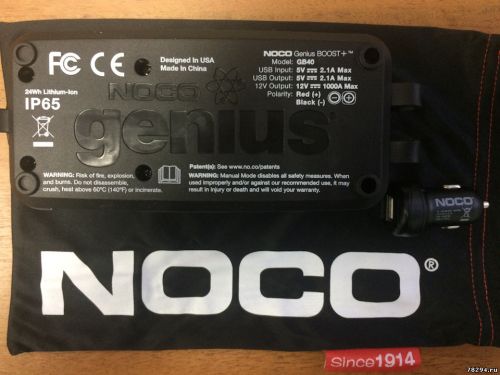 FC CE
Designed in USA
Made in China
NOCO Genius BOOST+™
Model: GB40
USB Input: 5V 2.1A Max
USB Output: 5V 2.1A Max
12V Output: 12V 1000A Max
Polarity: Red (+)
Black (-)
24Wh Lithium-Ion
IP65
NOCO
genius®
Patent(s): See www.no.co/patents
WARNING: Risk of fire, explosion,
and burns. Do not disassemble,
crush, heat above 60°C (140°F) or incinerate.
WARNING: Manual Mode disables all safety measures. When
used improperly and/or against our recommended use, it may
result in injury or death and will void your warranty.
NOCO
NOCO®
Since1914
78294.ru